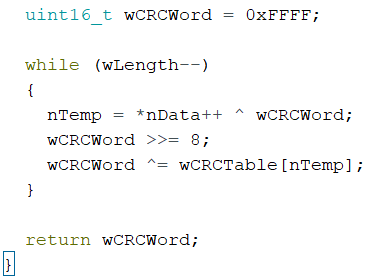 uint16_t wCRCWord = 0xFFFF;
while (wLength--)
{
nTemp = *nData++ ^ wCRCWord;
wCRCWord >>= 8;
wCRCWord ^= wCRCTable[nTemp];
}
return wCRCWord;
}